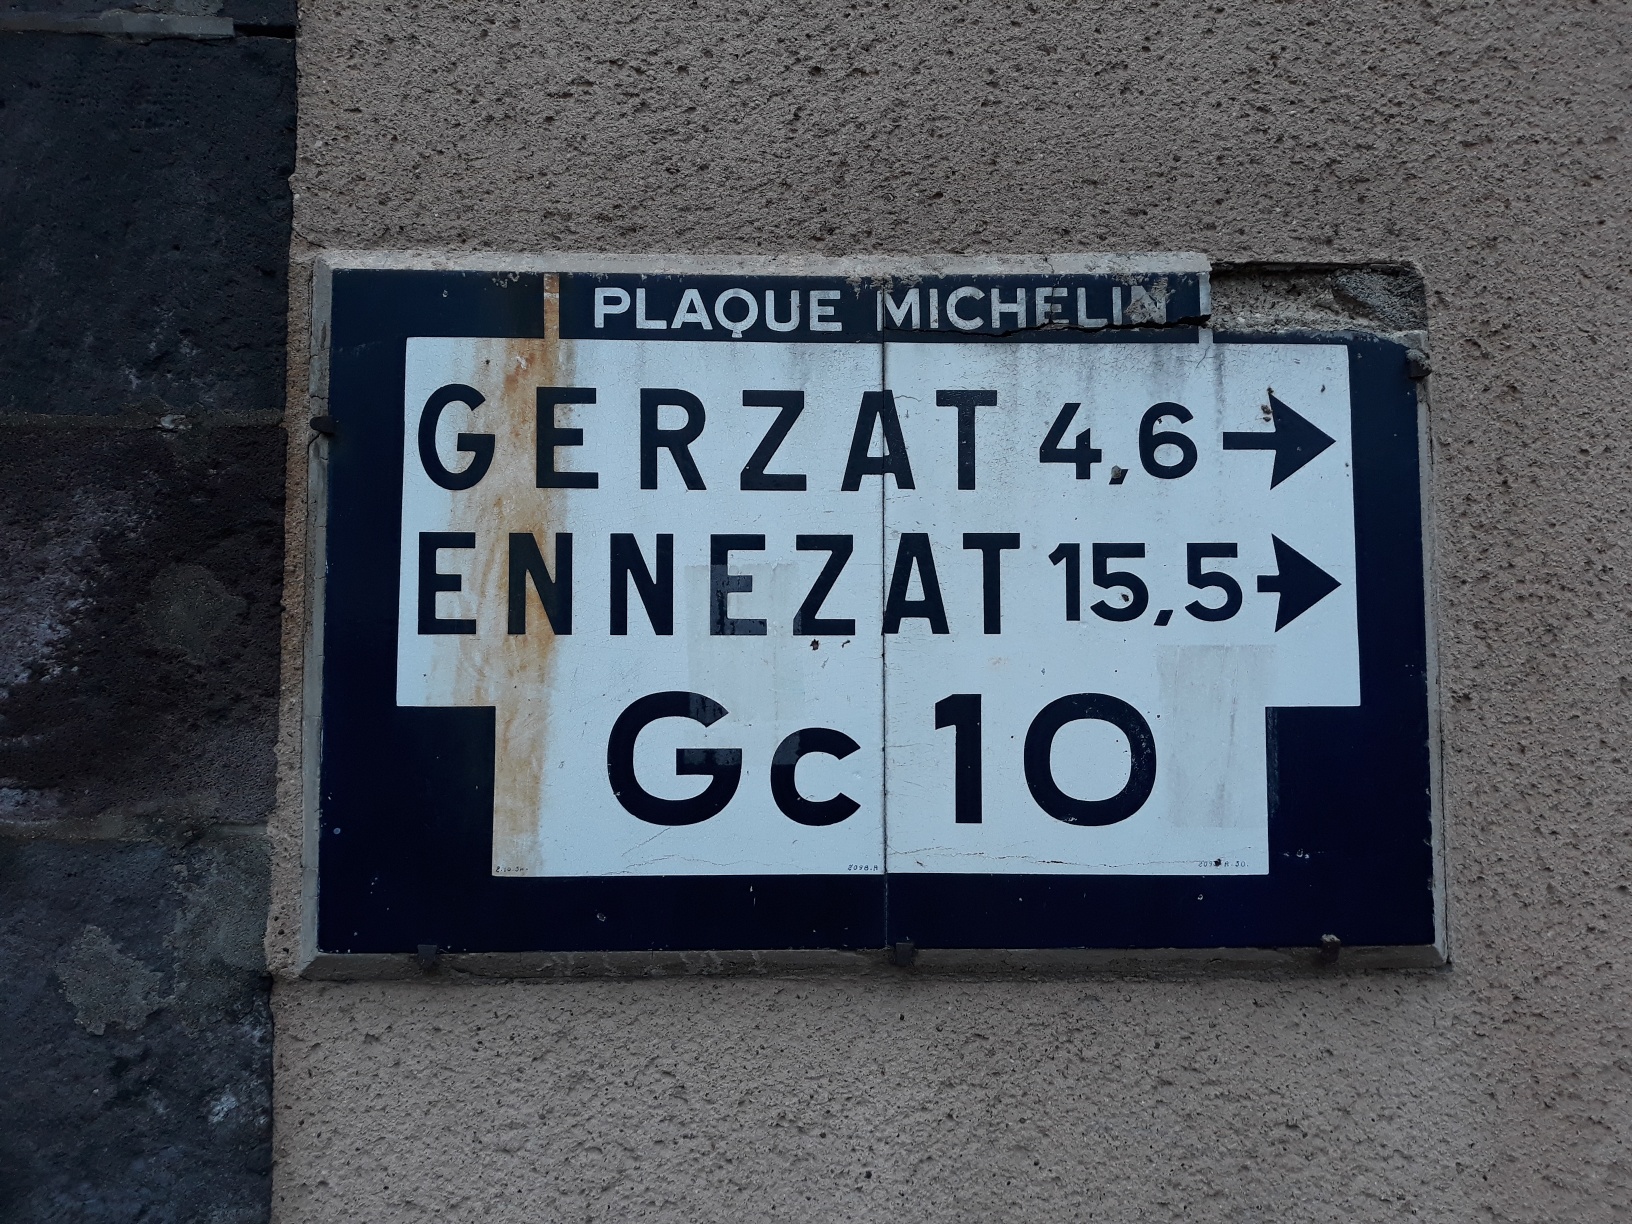 PLAQUE MICHELIN
GERZAT 4,6
ENNEZAT 15,5
Gc 10